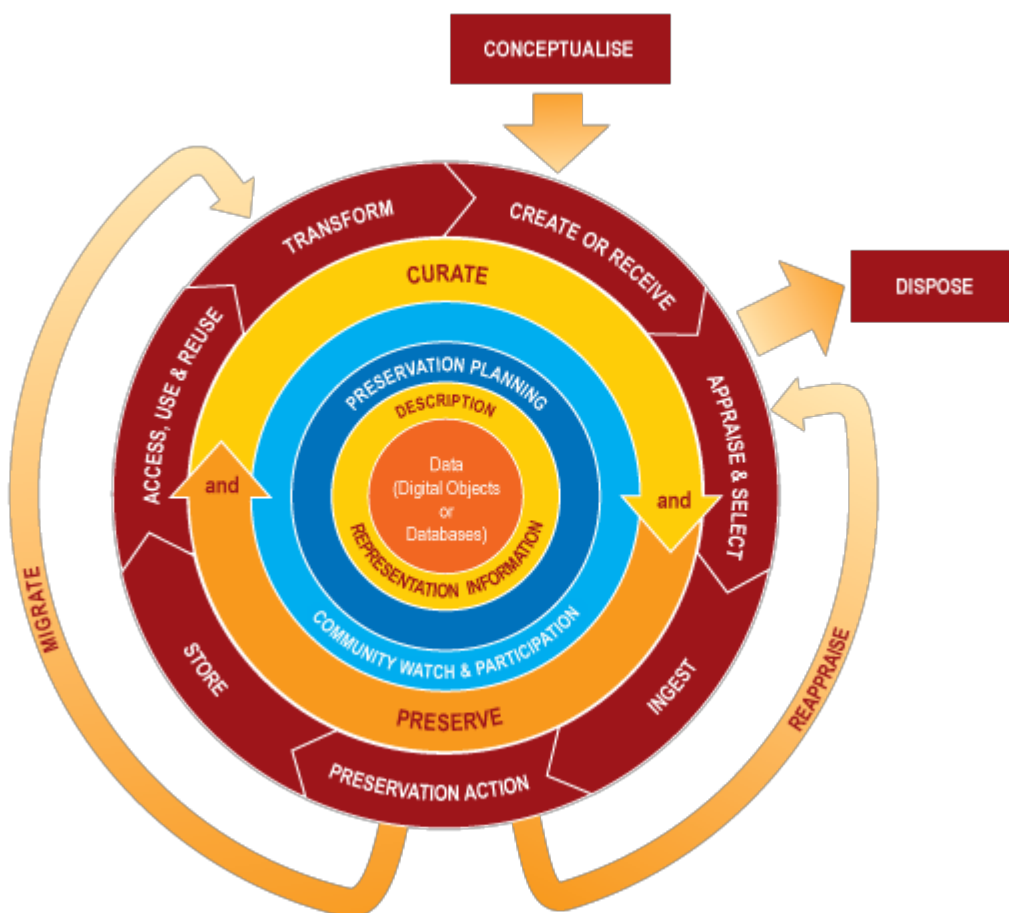 CONCEPTUALISE
TRANSFORM
CREATE OR RECEIVE
DISPOSE
CURATE
ACCESS, USE & REUSE
APPRAISE & SELECT
PRESERVATION PLANNING
DESCRIPTION
Data
(Digital Objects
or
Databases)
and
and
REPRESENTATION INFORMATION
COMMUNITY WATCH & PARTICIPATION
PRESERVE
STORE
INGEST
PRESERVATION ACTION
MIGRATE
REAPPRAISE